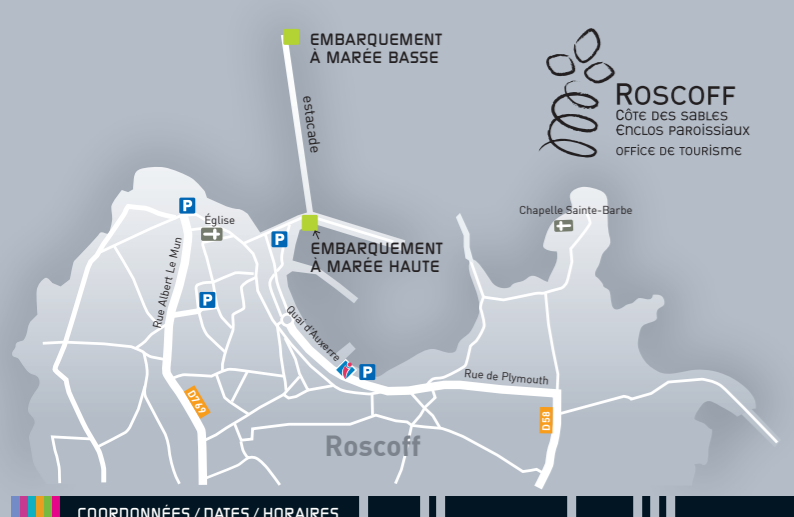 EMBARQUEMENT
À MARÉE BASSE
ROSCOFF
CÔTE DES SABLES
ENCLOS PAROISSIAUX
OFFICE DE TOURISME
estacade
P
Église
Chapelle Sainte-Barbe
P
EMBARQUEMENT
À MARÉE HAUTE
Rue Albert Le Mun
P
Quai d'Auxerre
P
Rue de Plymouth
D769
D58
Roscoff
COORDONNÉES / DATES / HORAIRES